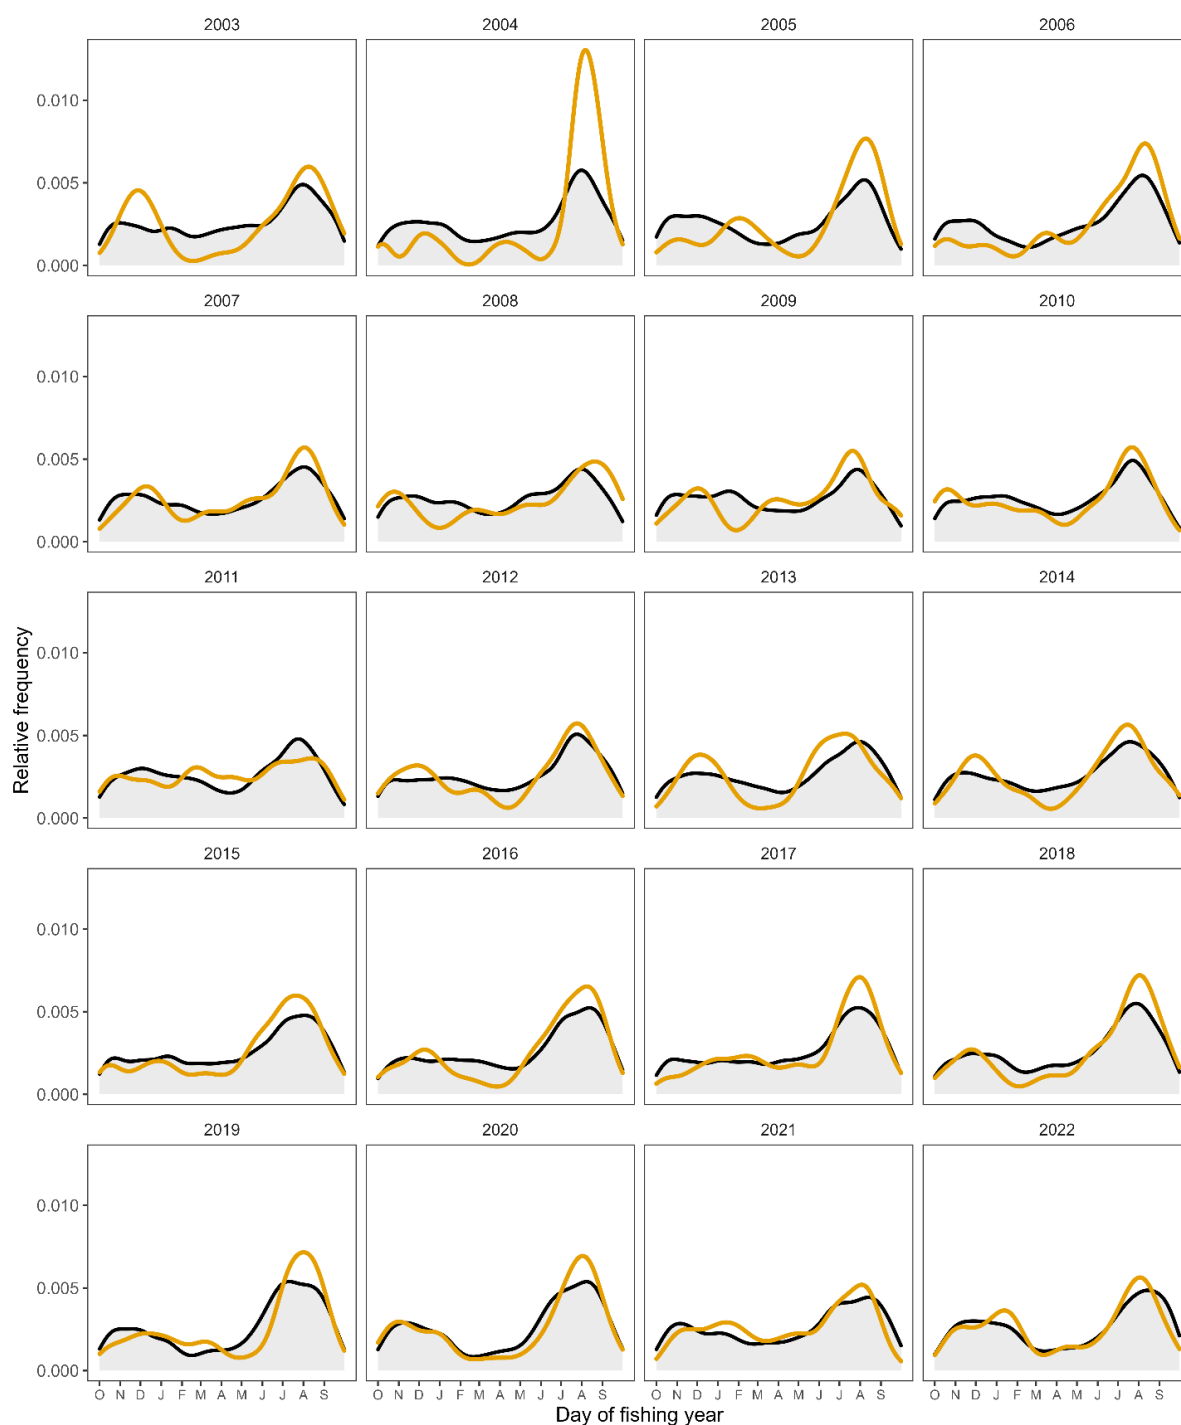 2003 2004 2005 2006
0.010
0.005
0.000
2007 2008 2009 2010
0.010
0.005
0.000
2011 2012 2013 2014
0.010
0.005
0.000
2015 2016 2017 2018
0.010
0.005
0.000
2019 2020 2021 2022
0.010
0.005
0.000
O N D J F M A M J J A S O N D J F M A M J J A S O N D J F M A M J J A S O N D J F M A M J J A S
Day of fishing year
Relative frequency